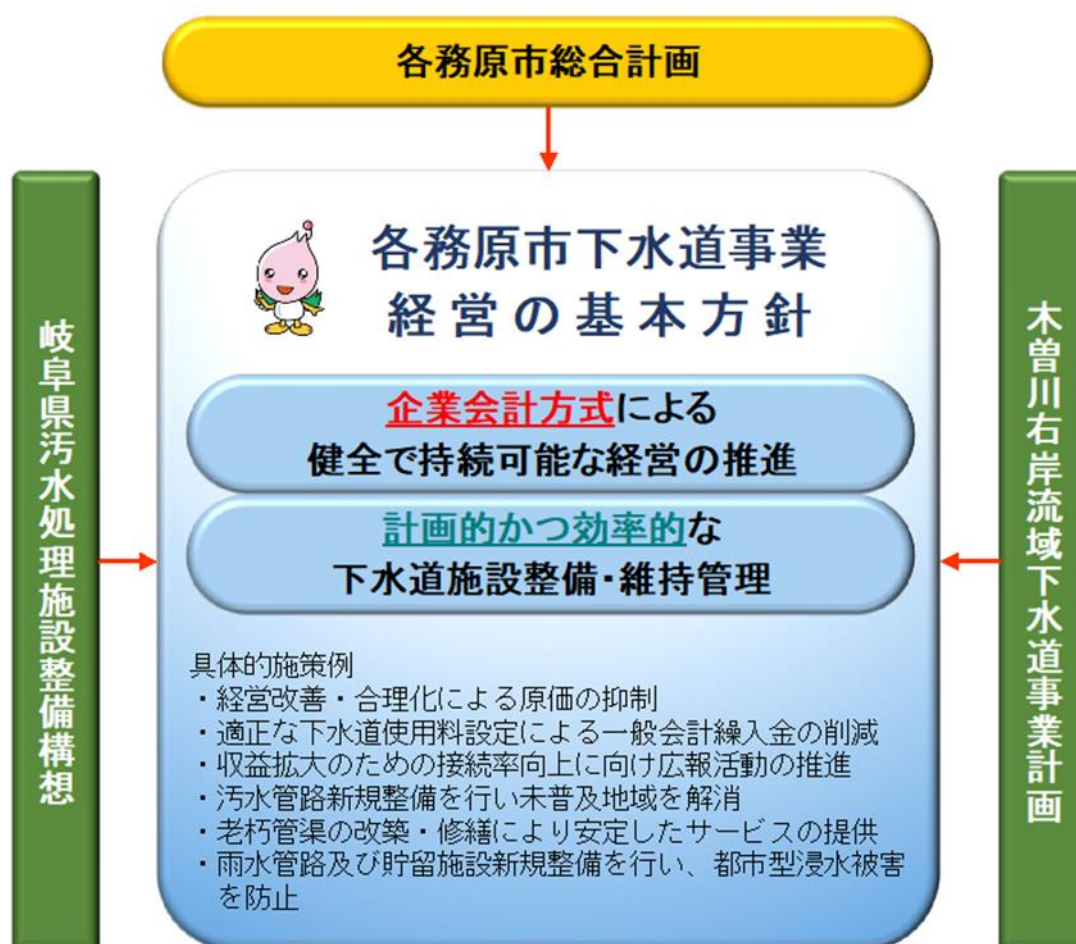 各務原市総合計画
岐阜県汚水処理施設整備構想
各務原市下水道事業
経営の基本方針
企業会計方式による
健全で持続可能な経営の推進
計画的かつ効率的な
下水道施設整備・維持管理
具体的施策例
・経営改善・合理化による原価の抑制
・適正な下水道使用料設定による一般会計繰入金の削減
・収益拡大のための接続率向上に向け広報活動の推進
・汚水管路新規整備を行い未普及地域を解消
・老朽管渠の改築・修繕により安定したサービスの提供
・雨水管路及び貯留施設新規整備を行い、都市型浸水被害
を防止
木曽川右岸流域下水道事業計画